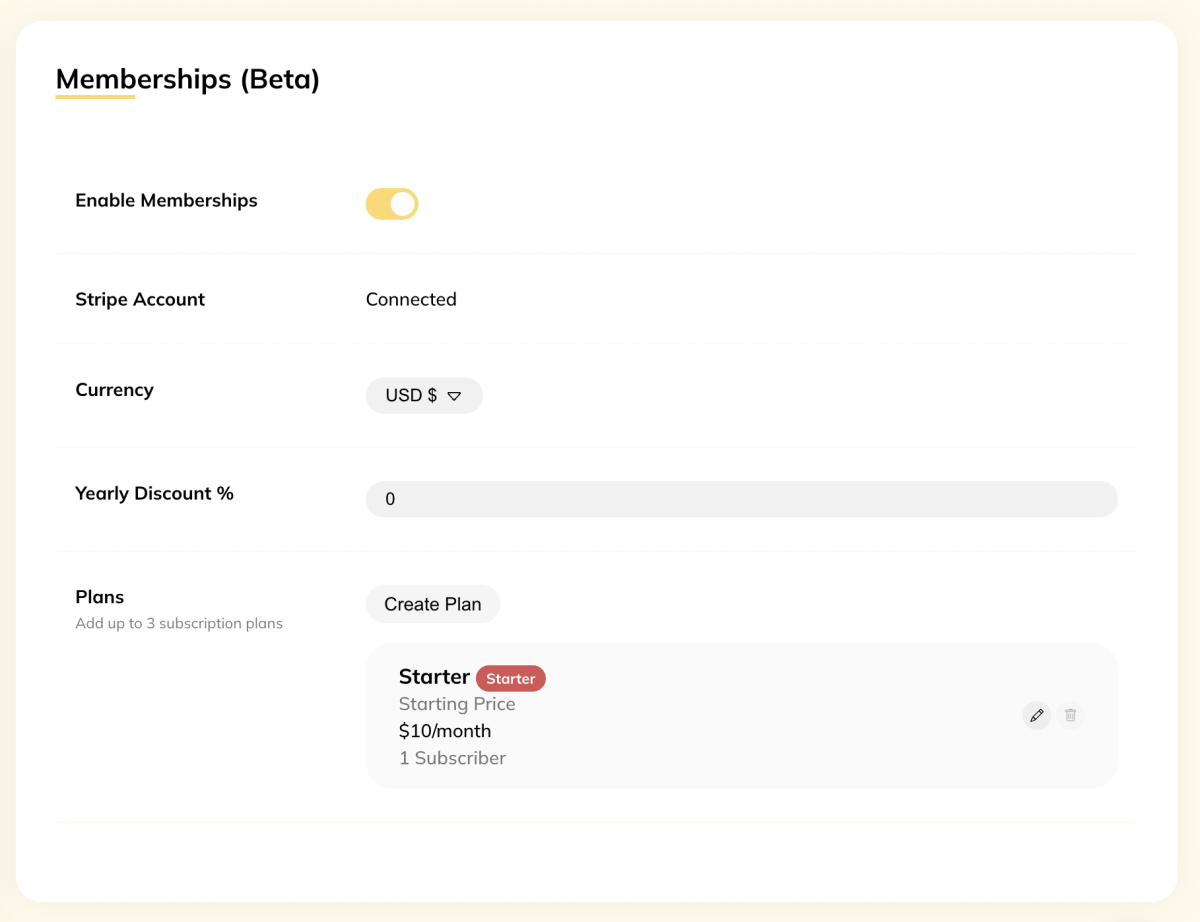 Memberships (Beta)
Enable Memberships
Stripe Account Connected
Currency USD $
Yearly Discount % 0
Plans Create Plan
Add up to 3 subscription plans
Starter Starter
Starting Price
$10/month
1 Subscriber